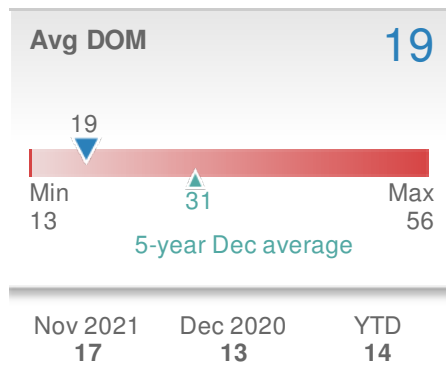 Avg DOM 19
19
Min Max
13 31 56
5-year Dec average
Nov 2021 Dec 2020 YTD
17 13 14